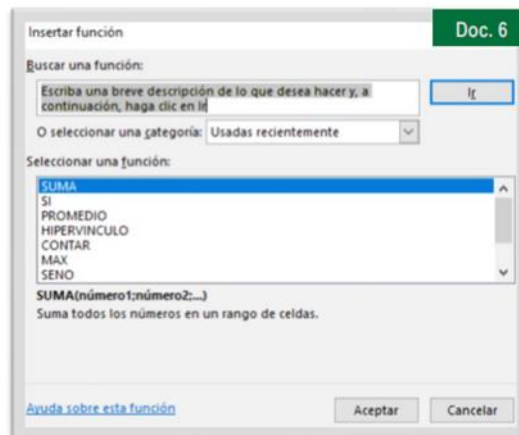 Insertar función
Doc. 6
Buscar una función:
Escriba una breve descripción de lo que desea hacer y, a
continuación, haga clic en Ir
Ir
O seleccionar una categoría: Usadas recientemente
Seleccionar una función:
SUMA
SI
PROMEDIO
HIPERVINCULO
CONTAR
MAX
SENO
SUMA(número1;número2;...)
Suma todos los números en un rango de celdas.
Ayuda sobre esta función
Aceptar
Cancelar